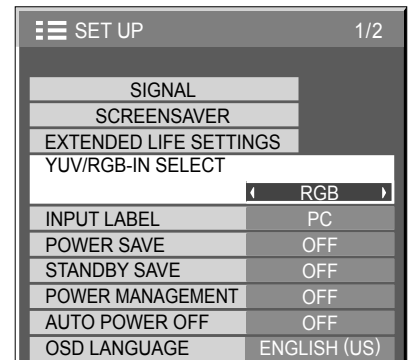 SET UP 1/2
SIGNAL
SCREENSAVER
EXTENDED LIFE SETTINGS
YUV/RGB-IN SELECT
RGB
INPUT LABEL PC
POWER SAVE OFF
STANDBY SAVE OFF
POWER MANAGEMENT OFF
AUTO POWER OFF OFF
OSD LANGUAGE ENGLISH (US)